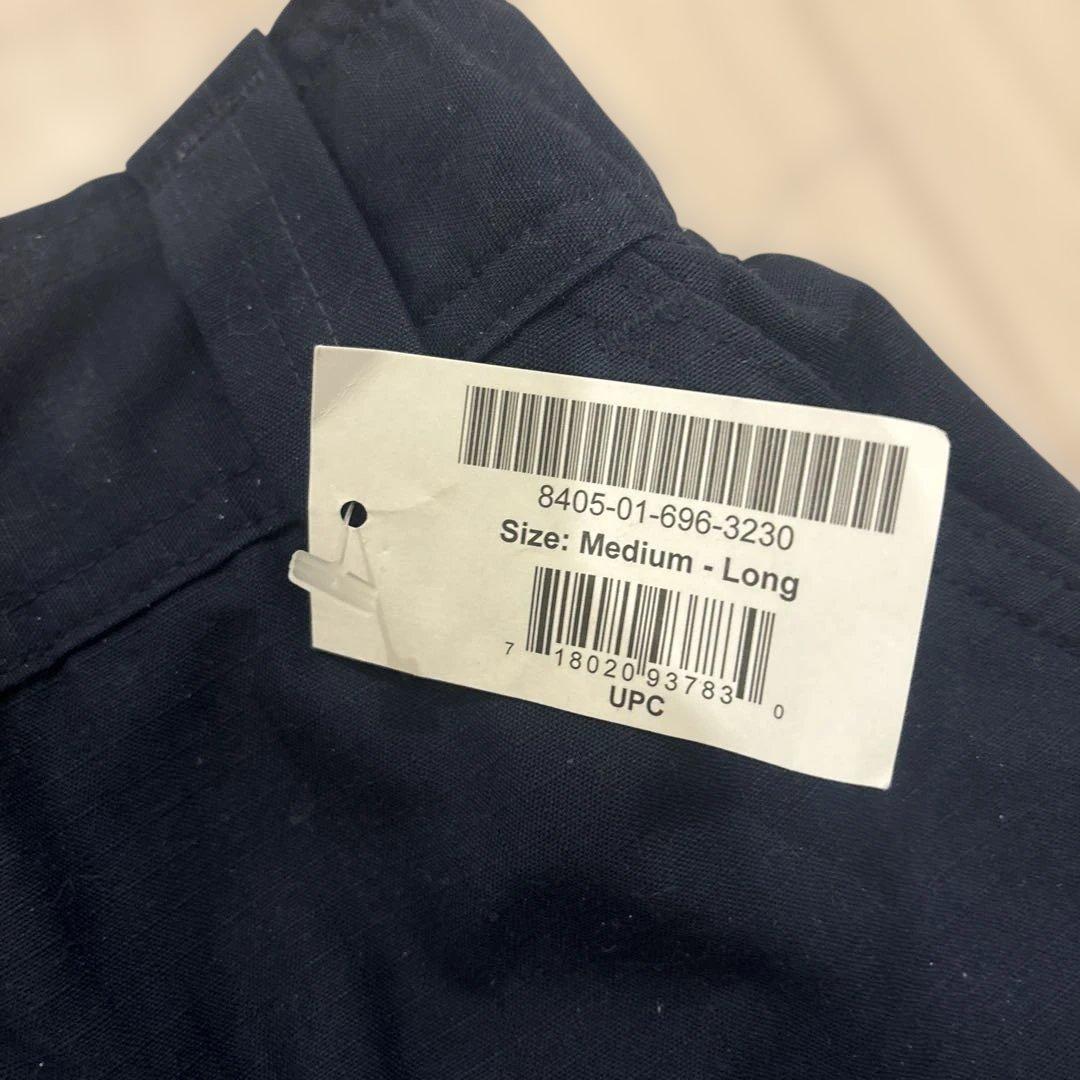 8405-01-696-3230
Size: Medium - Long
7 18020 93783 0
UPC